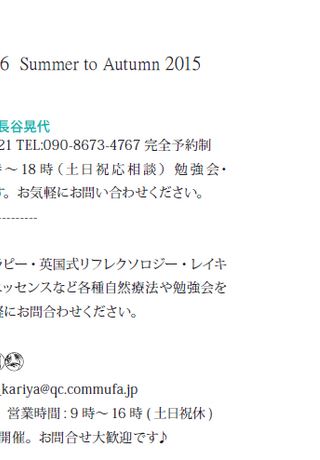 6 Summer to Autumn 2015
長谷晃代
21 TEL:090-8673-4767 完全予約制
～ 18 時 ( 土日祝応相談 ) 勉強会・
す。お気軽にお問い合わせください。
----------
ラピー・英国式リフレクソロジー・レイキ
エッセンスなど各種自然療法や勉強会を
軽にお問合わせください。
kariya@qc.commufa.jp
営業時間 : 9 時～ 16 時 ( 土日祝休 )
開催。お問合せ大歓迎です♪